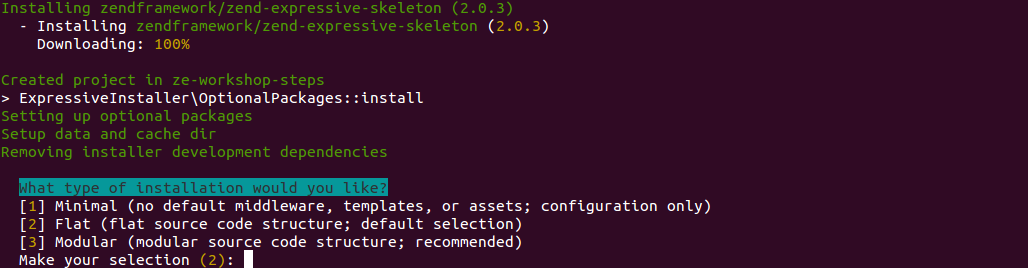 Installing zendframework/zend-expressive-skeleton (2.0.3)
- Installing zendframework/zend-expressive-skeleton (2.0.3)
Downloading: 100%
Created project in ze-workshop-steps
> ExpressiveInstaller\OptionalPackages::install
Setting up optional packages
Setup data and cache dir
Removing installer development dependencies
What type of installation would you like?
[1] Minimal (no default middleware, templates, or assets; configuration only)
[2] Flat (flat source code structure; default selection)
[3] Modular (modular source code structure; recommended)
Make your selection (2):